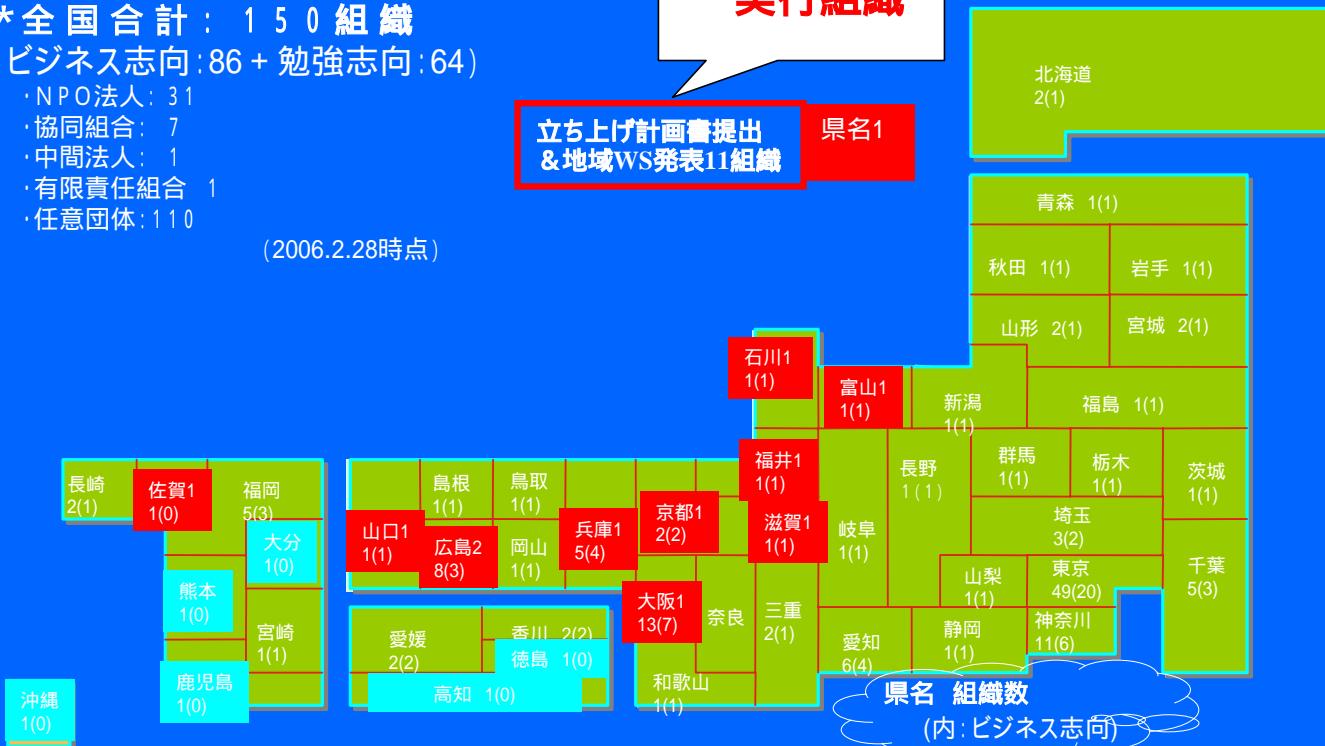 *全国合計: 150組織
ビジネス志向:86 + 勉強志向:64)
・NPO法人: 31
・協同組合: 7
・中間法人: 1
・有限責任組合 1
・任意団体:110
(2006.2.28時点)
実行組織
立ち上げ計画書提出
&地域WS発表11組織
県名1
北海道
2(1)
青森 1(1)
秋田 1(1)
岩手 1(1)
山形 2(1)
宮城 2(1)
石川1
1(1)
富山1
1(1)
新潟
1(1)
福島 1(1)
福井1
1(1)
長野
1(1)
群馬
1(1)
栃木
1(1)
茨城
1(1)
長崎
2(1)
佐賀1
1(0)
福岡
5(3)
島根
1(1)
鳥取
1(1)
山口1
1(1)
広島2
8(3)
岡山
1(1)
兵庫1
5(4)
京都1
2(2)
滋賀1
1(1)
岐阜
1(1)
埼玉
3(2)
大分
1(0)
熊本
1(0)
山梨
1(1)
東京
49(20)
千葉
5(3)
大阪1
13(7)
奈良
三重
2(1)
愛知
6(4)
静岡
1(1)
神奈川
11(6)
宮崎
1(1)
愛媛
2(2)
香川 2(2)
徳島 1(0)
高知 1(0)
和歌山
1(1)
鹿児島
1(0)
沖縄
1(0)
県名 組織数
(内:ビジネス志向)